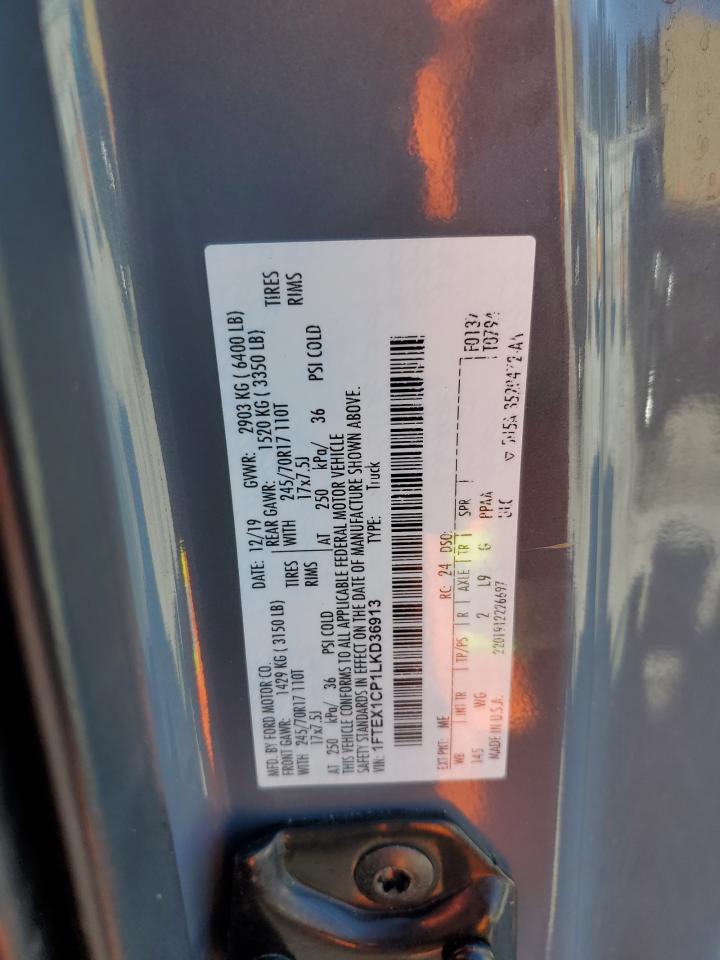 MFD. BY FORD MOTOR CO.
DATE: 12/19 GVWR: 2903 KG ( 6400 LB)
FRONT GAWR: 1429 KG ( 3150 LB) REAR GAWR: 1520 KG ( 3350 LB)
WITH 245/70R17 110T TIRES WITH 245/70R17 110T TIRES
17x7.5J RIMS 17x7.5J RIMS
AT 250 kPa/ 36 PSI COLD AT 250 kPa/ 36 PSI COLD
THIS VEHICLE CONFORMS TO ALL APPLICABLE FEDERAL MOTOR VEHICLE
SAFETY STANDARDS IN EFFECT ON THE DATE OF MANUFACTURE SHOWN ABOVE.
VIN: 1FTEX1CP1LKD36913 TYPE: Truck
EXT PNT: ME RC: 24 DSO: F0137
WB INT TR TP/PS R AXLE TR SPR
145 WG 2 L9 G PPAA
MADE IN U.S.A. 2201912226697 UTC